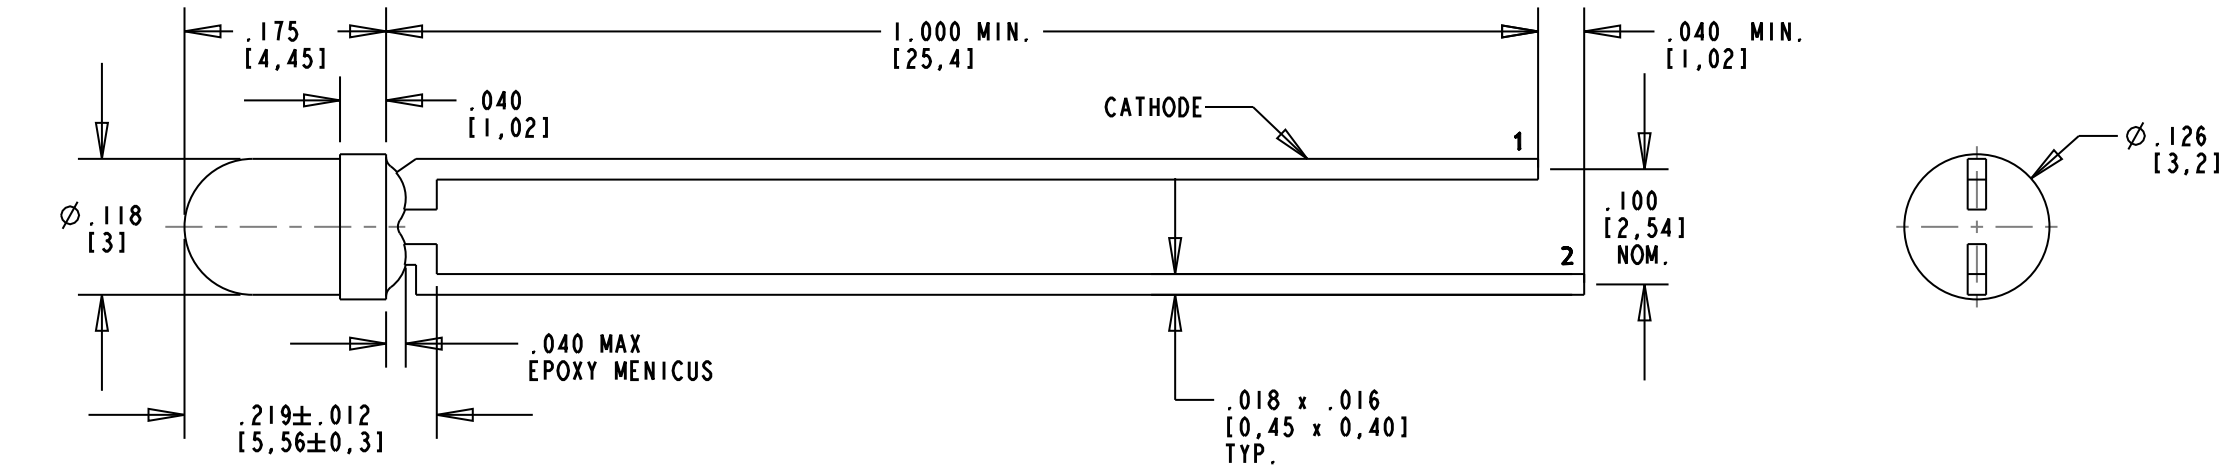 .175
[4,45]
1.000 MIN.
[25,4]
.040 MIN.
[1,02]
.040
[1,02]
CATHODE
1
Ø .126
[3,2]
Ø .118
[3]
.100
[2,54]
NOM.
2
.040 MAX
EPOXY MENICUS
.219±.012
[5,56±0,3]
.018 x .016
[0,45 x 0,40]
TYP.